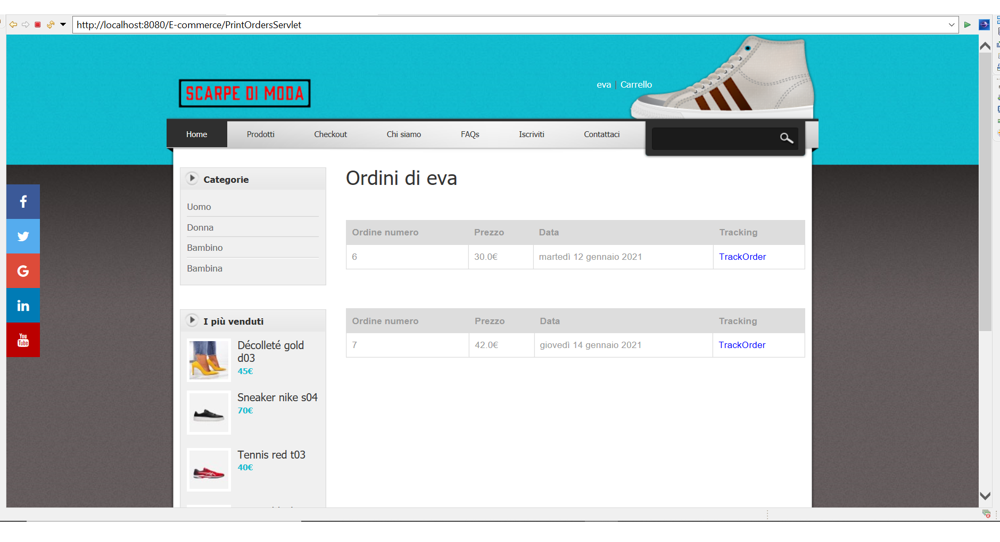 http://localhost:8080/E-commerce/PrintOrdersServlet
SCARPE DI MODA
eva | Carrello
Home Prodotti Checkout Chi siamo FAQs Iscriviti Contattaci
Categorie
Uomo
Donna
Bambino
Bambina
I più venduti
Décolleté gold
d03
45€
Sneaker nike s04
70€
Tennis red t03
40€
Ordini di eva
Ordine numero Prezzo Data Tracking
6 30.0€ martedì 12 gennaio 2021 TrackOrder
Ordine numero Prezzo Data Tracking
7 42.0€ giovedì 14 gennaio 2021 TrackOrder
f
G
in
You
Tube